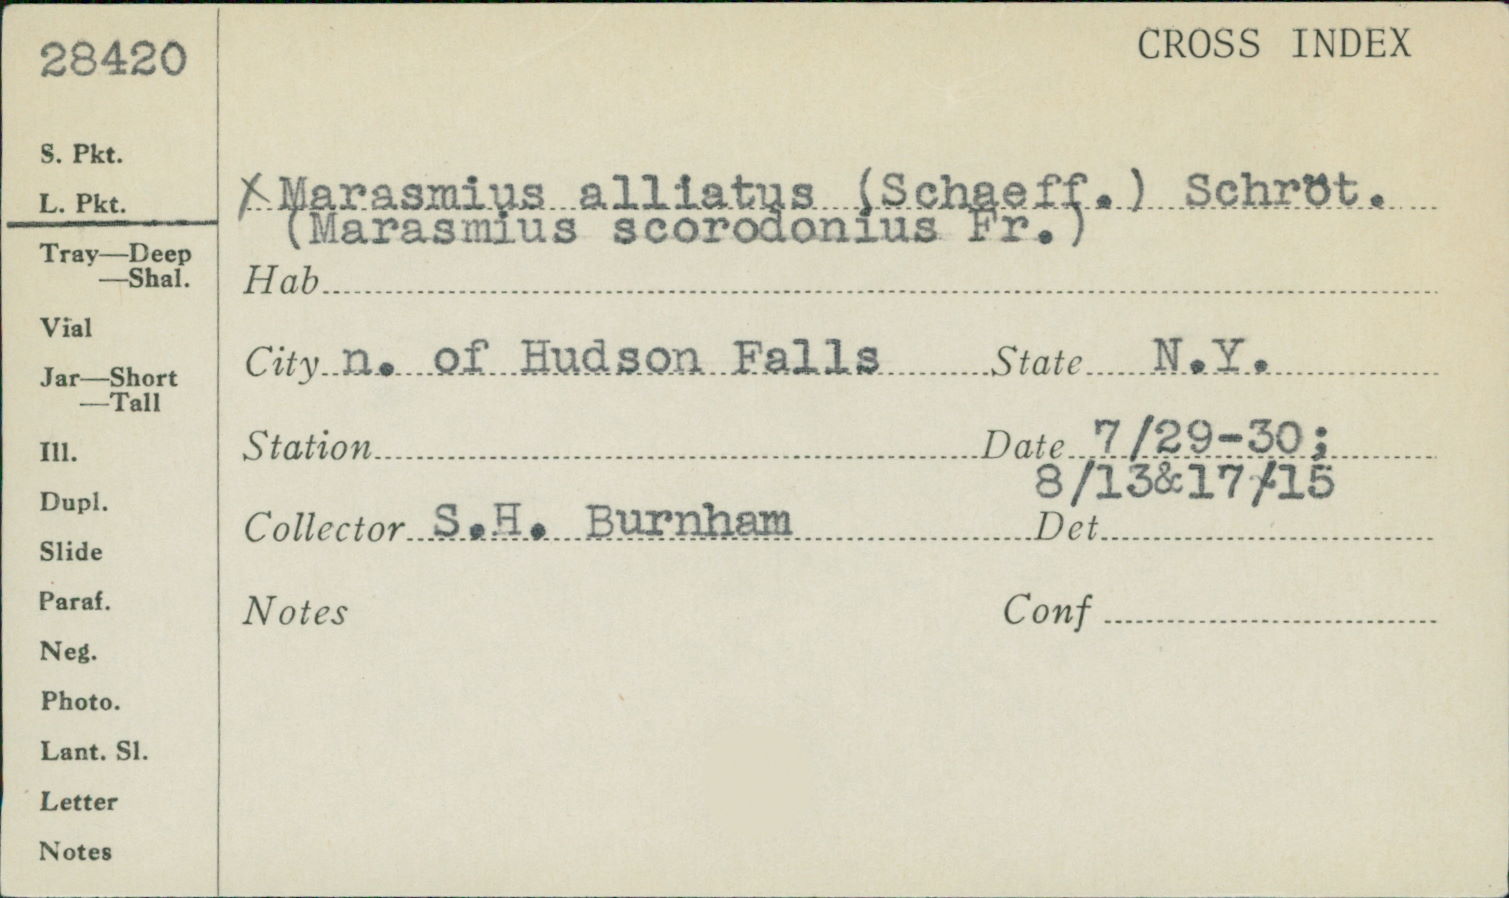 28420
CROSS INDEX
S. Pkt.
L. Pkt.
Tray—Deep
—Shal.
Vial
Jar—Short
—Tall
Ill.
Dupl.
Slide
Paraf.
Neg.
Photo.
Lant. Sl.
Letter
Notes
X Marasmius alliatus (Schaeff.) Schröt.
(Marasmius scorodonius Fr.)
Hab
City n. of Hudson Falls State N.Y.
Station Date 7/29-30;
8/13&17/15
Collector S.H. Burnham Det
Notes Conf